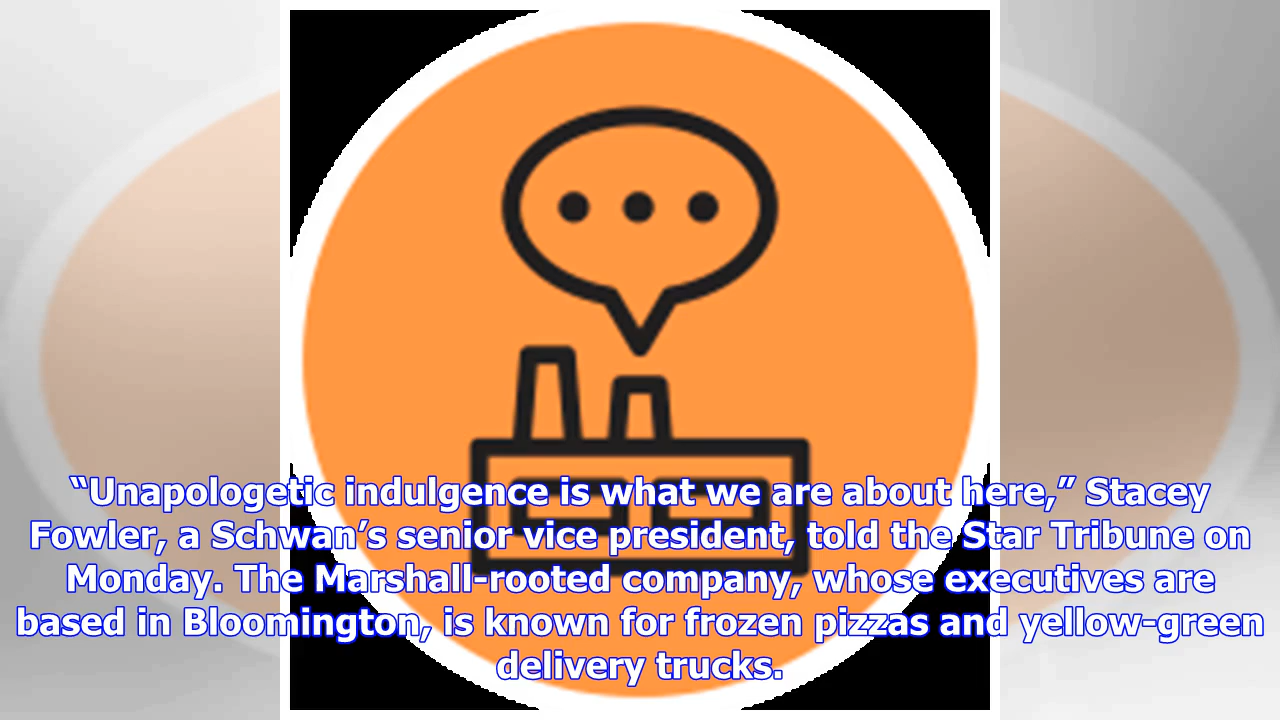 “Unapologetic indulgence is what we are about here,” Stacey
Fowler, a Schwan’s senior vice president, told the Star Tribune on
Monday. The Marshall-rooted company, whose executives are
based in Bloomington, is known for frozen pizzas and yellow-green
delivery trucks.